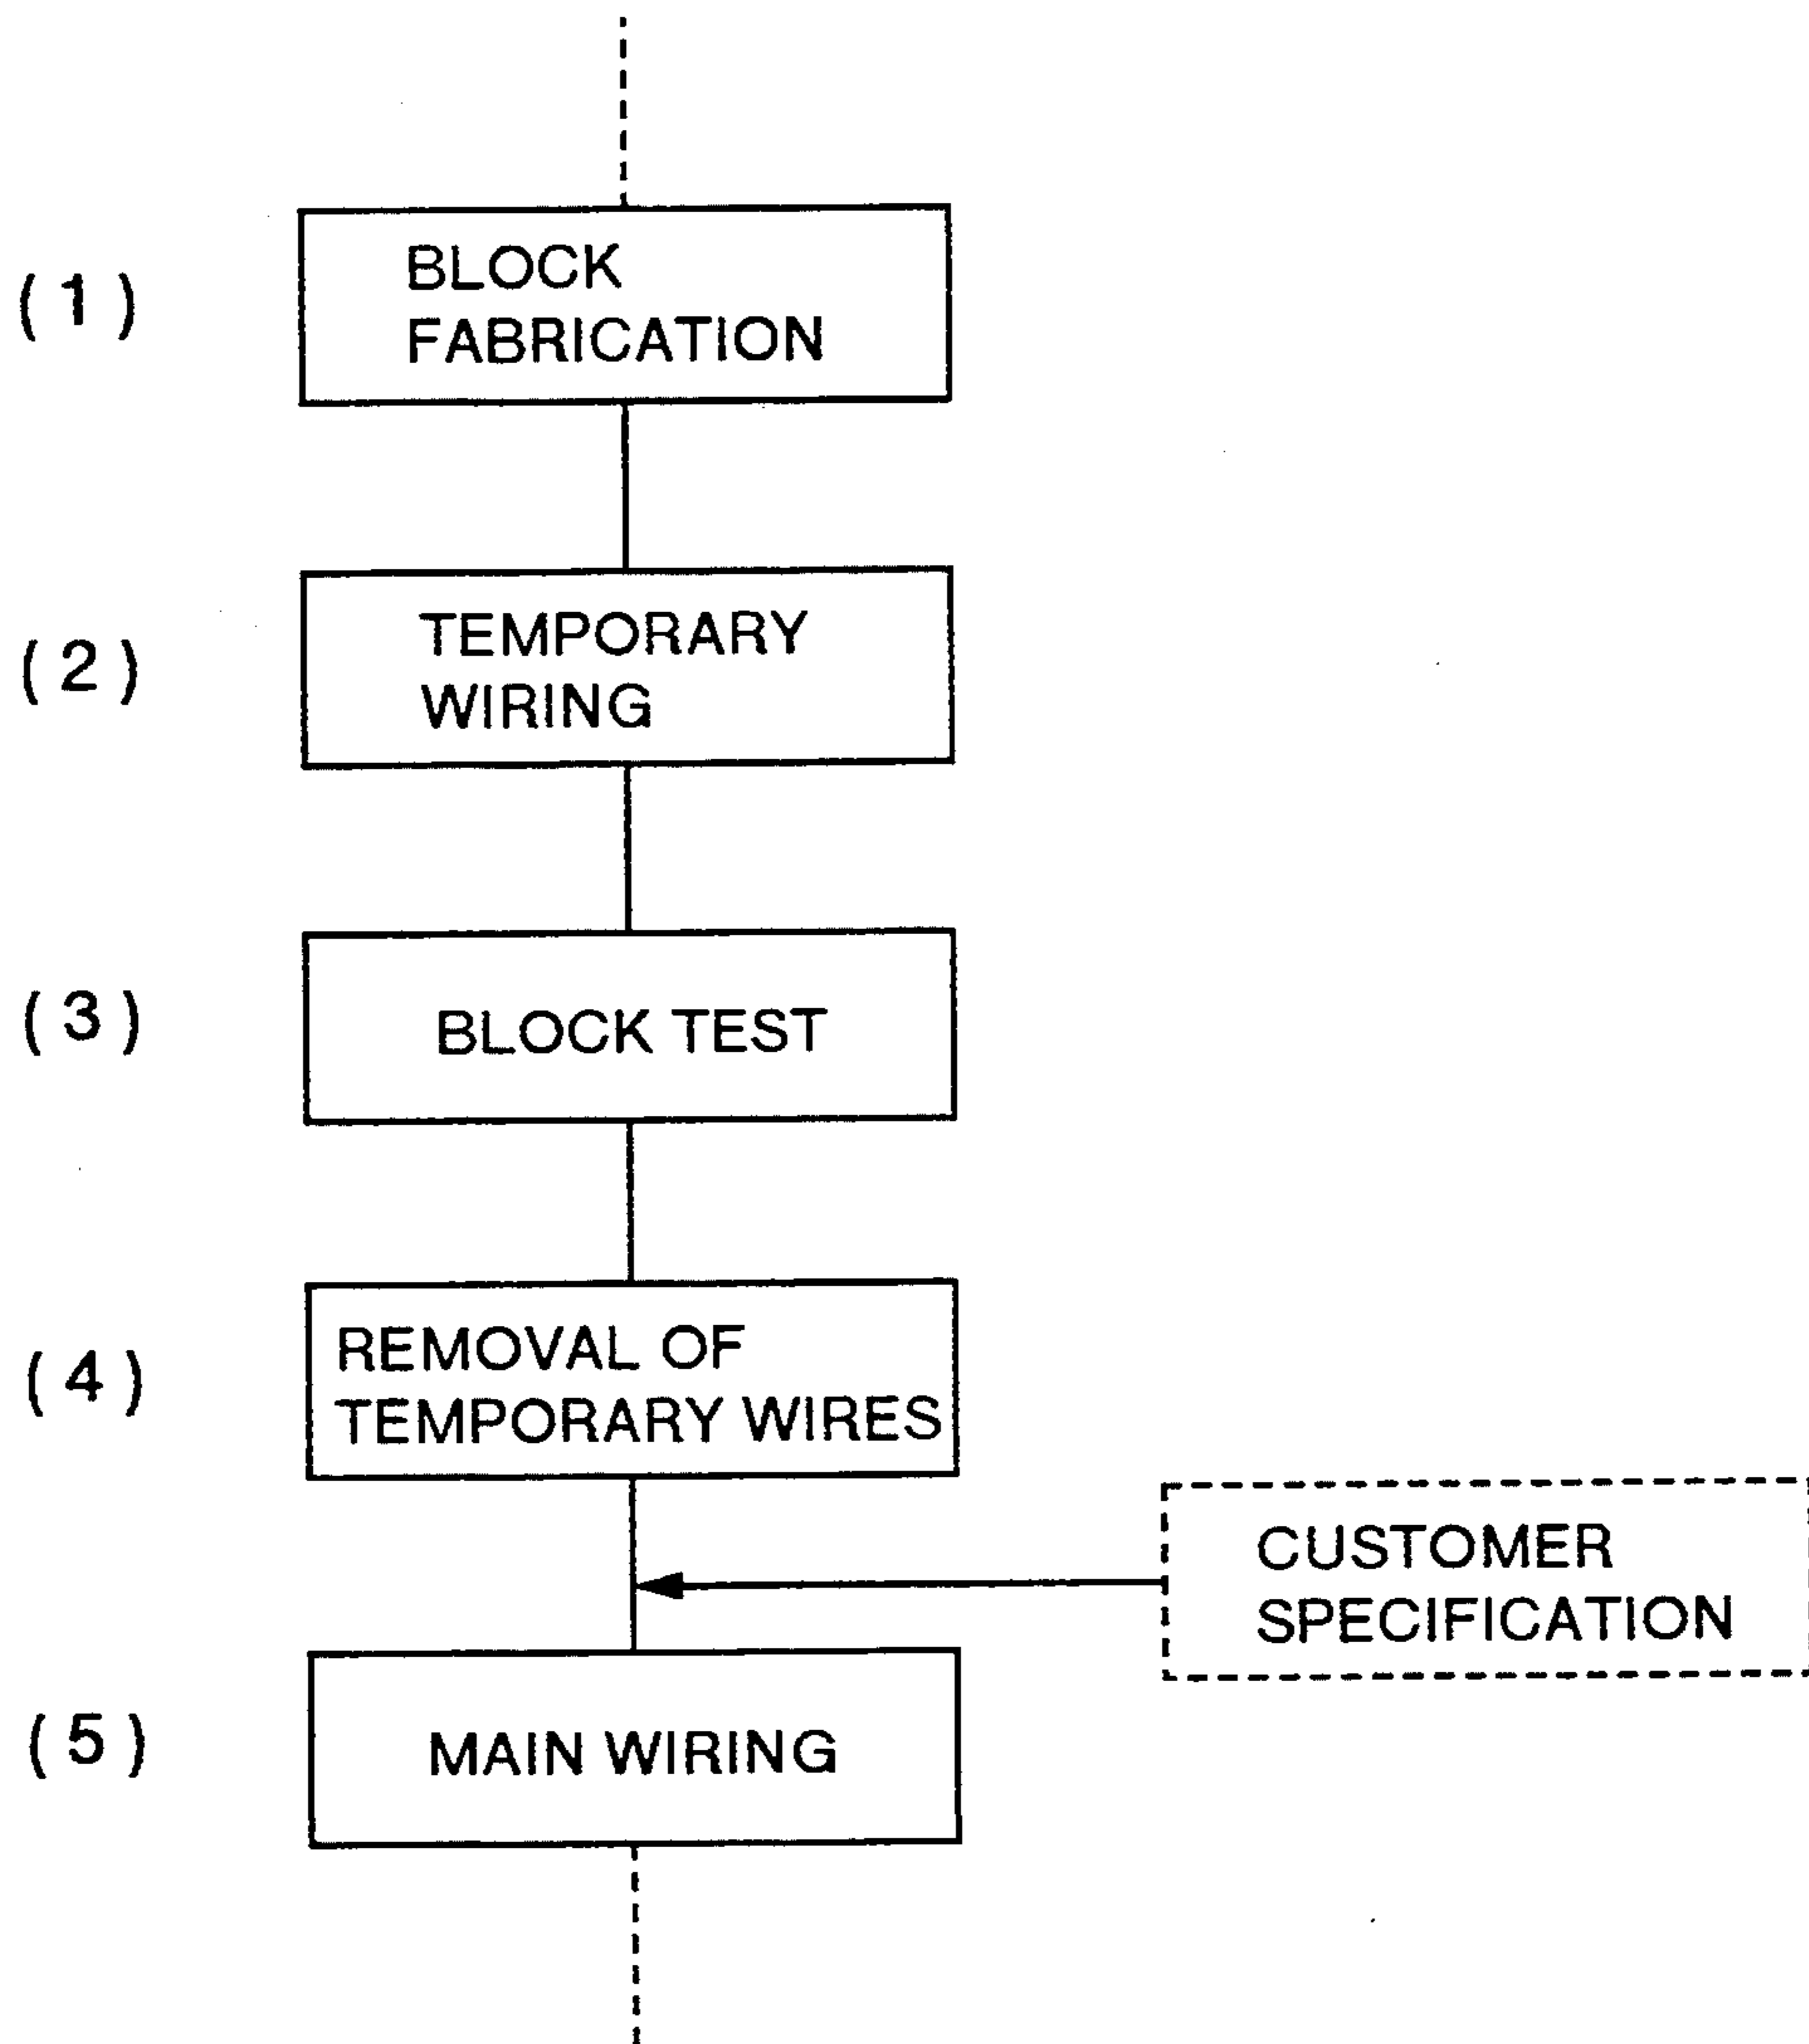 (1)
BLOCK
FABRICATION
(2)
TEMPORARY
WIRING
(3)
BLOCK TEST
(4)
REMOVAL OF
TEMPORARY WIRES
CUSTOMER
SPECIFICATION
(5)
MAIN WIRING